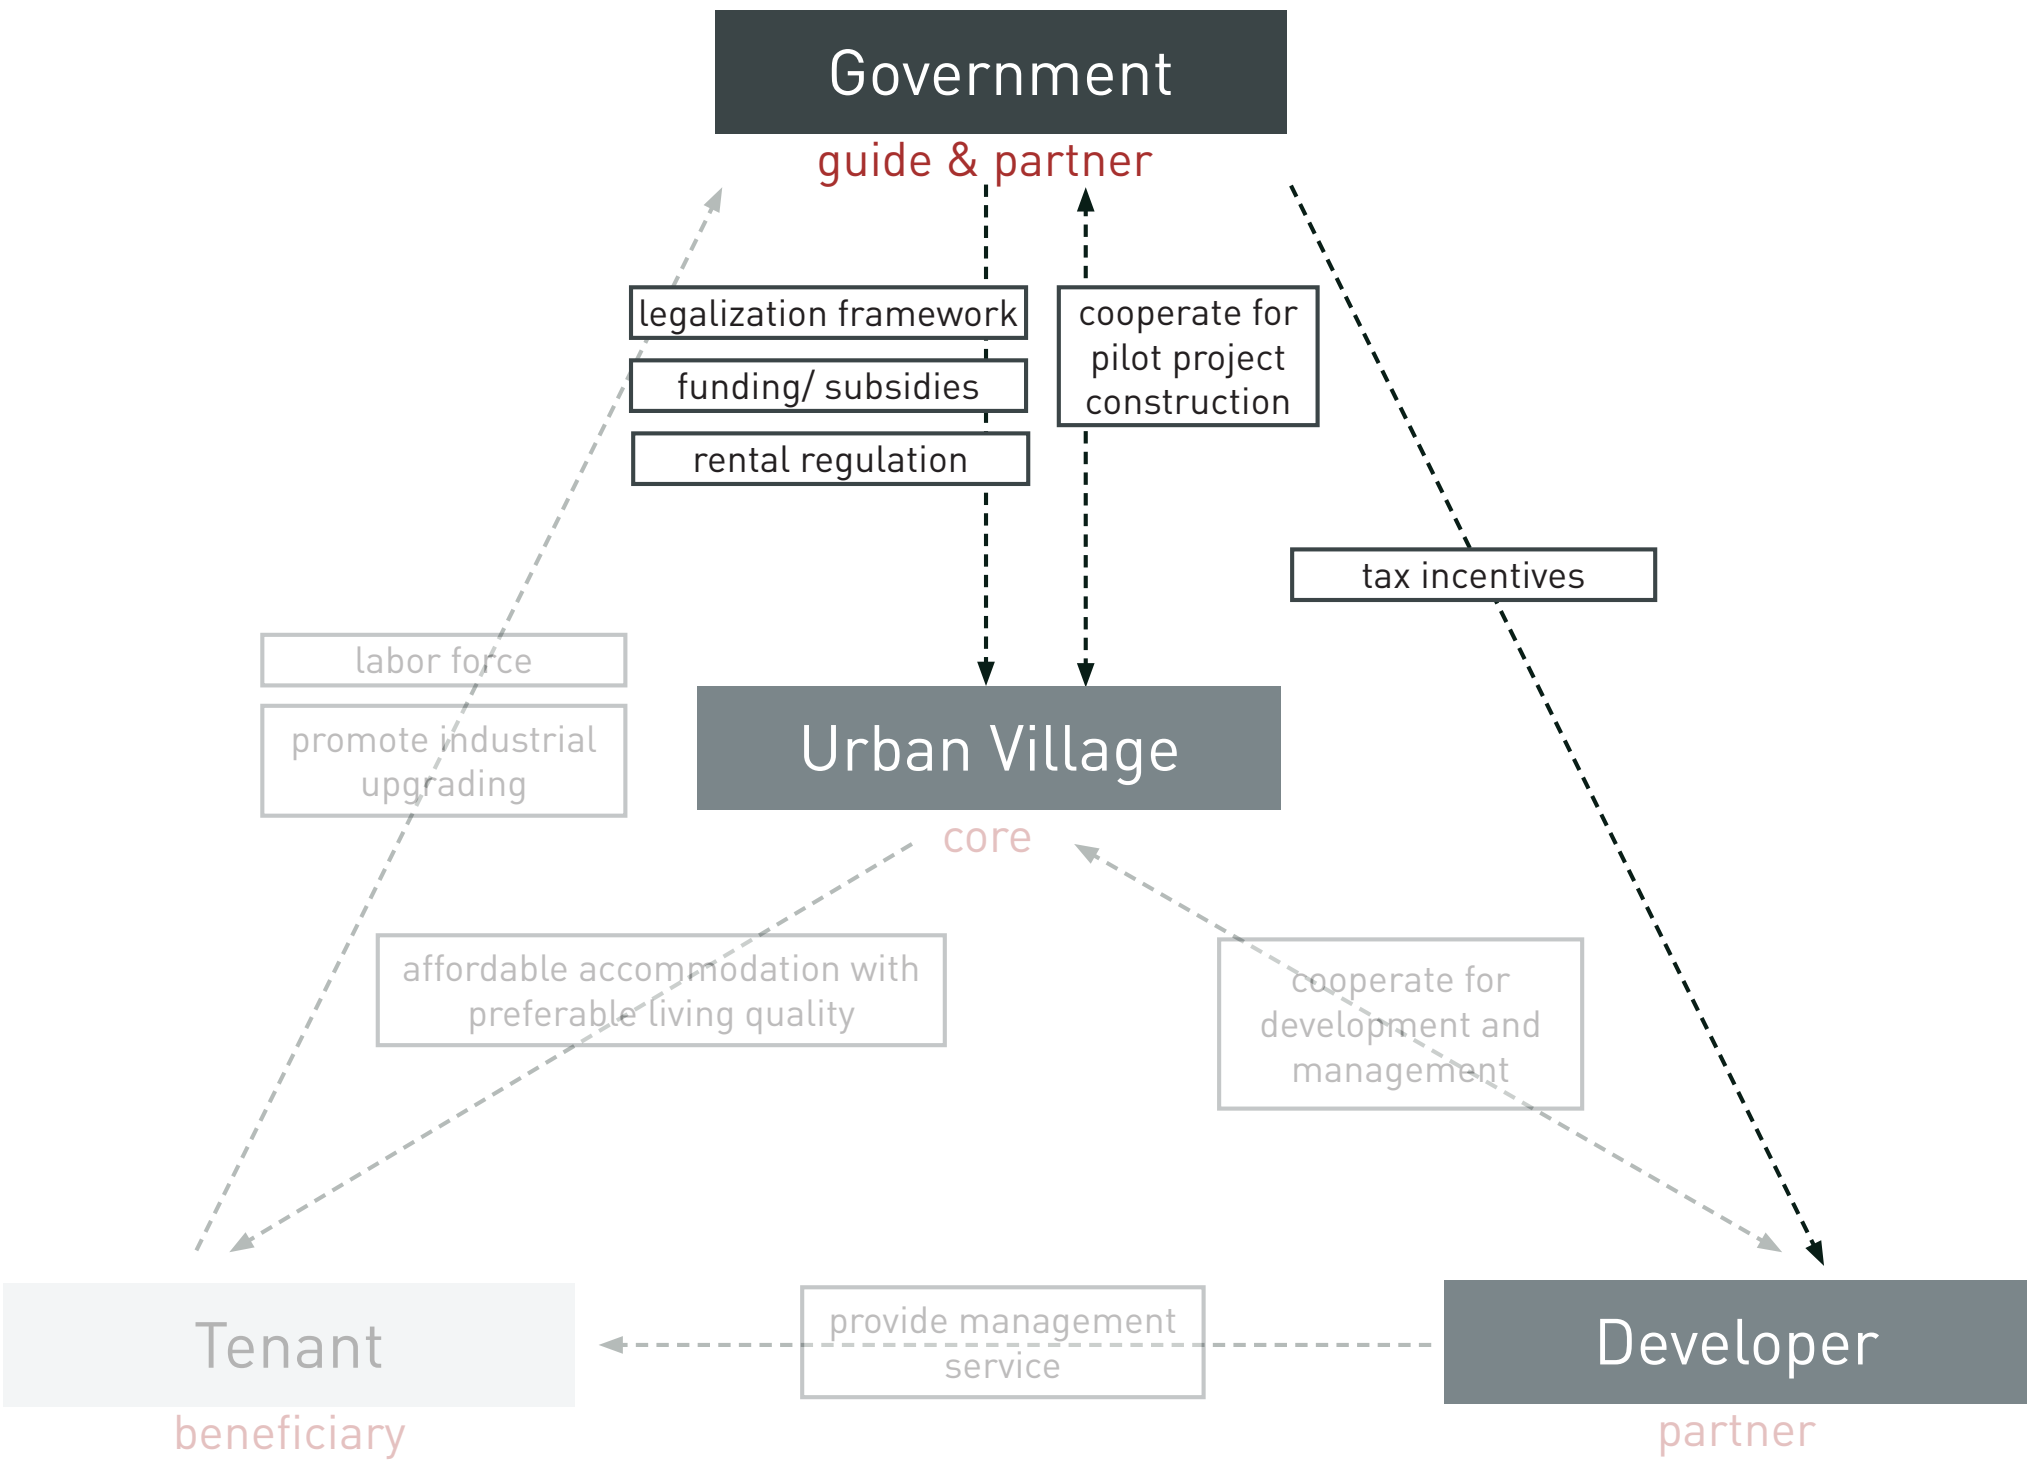 Government
guide & partner
legalization framework
funding/ subsidies
rental regulation
cooperate for
pilot project
construction
tax incentives
labor force
promote industrial
upgrading
Urban Village
core
affordable accommodation with
preferable living quality
cooperate for
development and
management
Tenant
beneficiary
provide management
service
Developer
partner